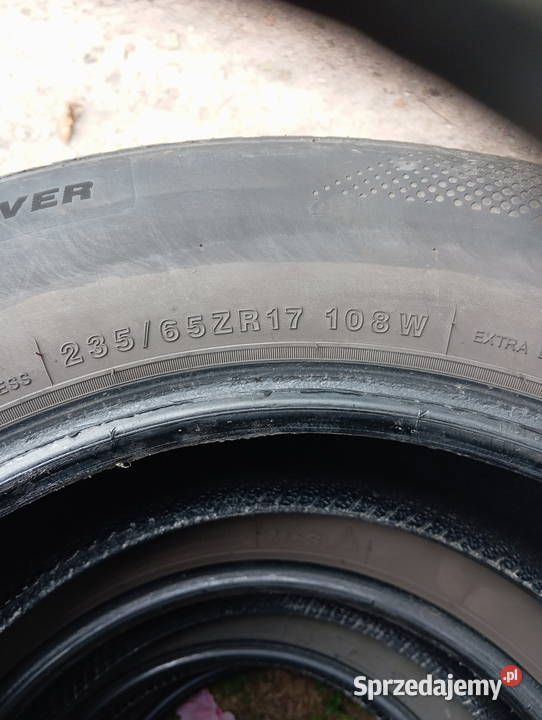 VER
ESS 235/65ZR17 108W EXTRA
Sprzedajemy.pl